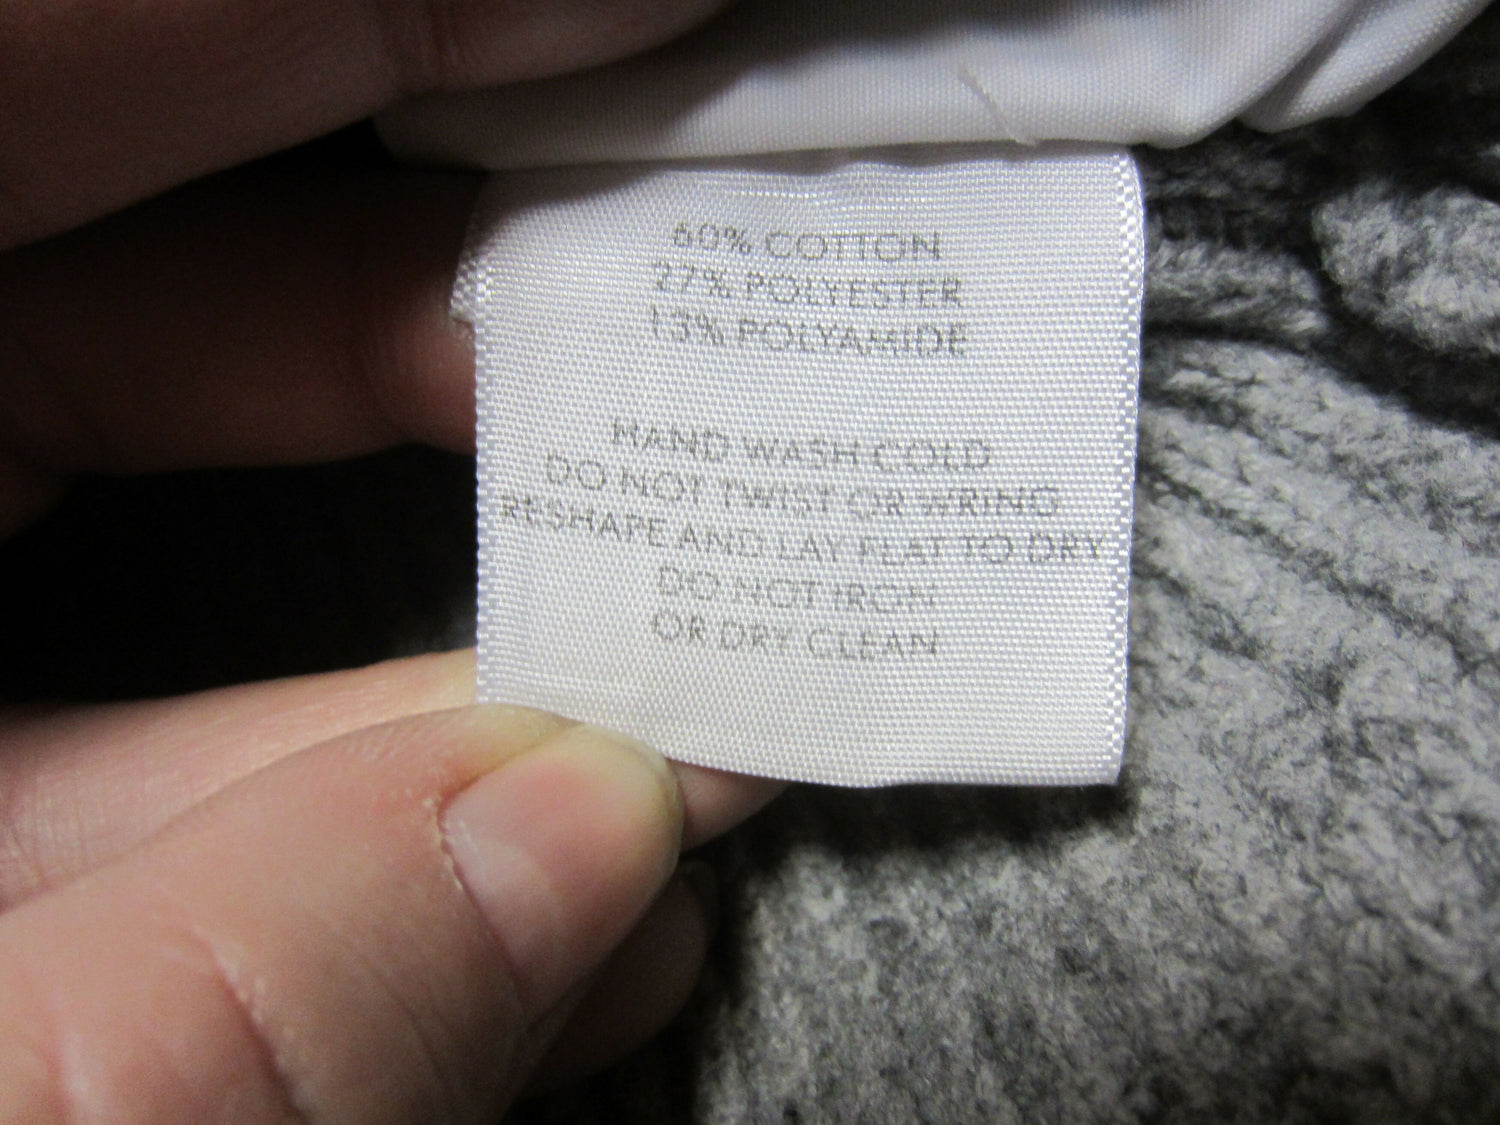 60% COTTON
27% POLYESTER
13% POLYAMIDE
HAND WASH COLD
DO NOT TWIST OR WRING
RESHAPE AND LAY FLAT TO DRY
DO NOT IRON
OR DRY CLEAN